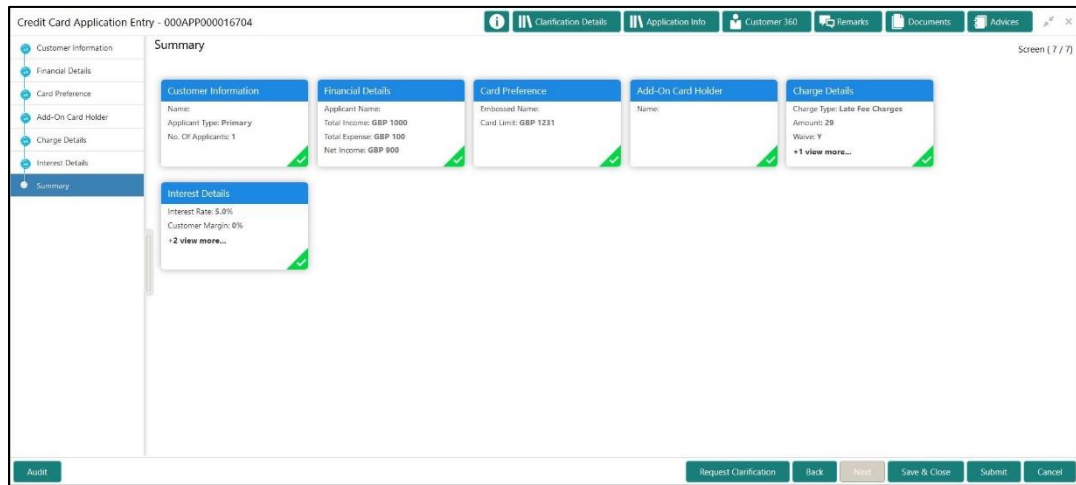 Credit Card Application Entry - 000APP000016704
Clarification Details
Application Info
Customer 360
Remarks
Documents
Advices
Customer Information
Financial Details
Card Preference
Add-On Card Holder
Charge Details
Interest Details
Summary
Summary
Screen ( 7 / 7)
Customer Information
Name:
Applicant Type: Primary
No. Of Applicants: 1
Financial Details
Applicant Name:
Total Income: GBP 1000
Total Expense: GBP 100
Net Income: GBP 900
Card Preference
Embossed Name:
Card Limit: GBP 1231
Add-On Card Holder
Name:
Charge Details
Charge Type: Late Fee Charges
Amount: 29
Waive: Y
+1 view more...
Interest Details
Interest Rate: 5.0%
Customer Margin: 0%
+2 view more...
Audit
Request Clarification
Back
Next
Save & Close
Submit
Cancel